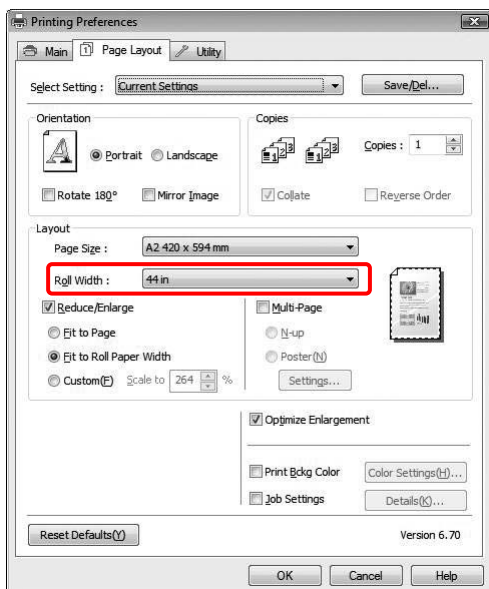 Printing Preferences
Main
Page Layout
Utility
Select Setting :
Current Settings
Save/Del...
Orientation
Portrait
Landscape
Rotate 180°
Mirror Image
Copies
Copies :
1
Collate
Reverse Order
Layout
Page Size :
A2 420 x 594 mm
Roll Width :
44 in
Reduce/Enlarge
Fit to Page
Fit to Roll Paper Width
Custom(F)
Scale to
264
%
Multi-Page
N-up
Poster(N)
Settings...
Optimize Enlargement
Print Bckg Color
Color Settings(H)...
Job Settings
Details(K)...
Reset Defaults(Y)
Version 6.70
OK
Cancel
Help